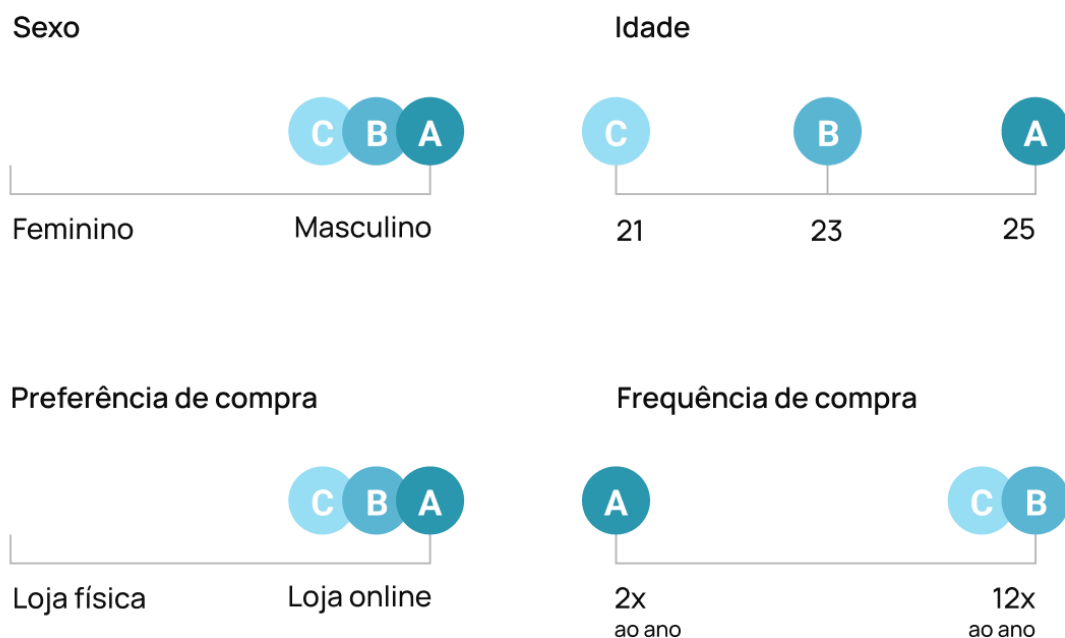 Sexo
C B A
Feminino Masculino
Idade
C B A
21 23 25
Preferência de compra
C B A
Loja física Loja online
Frequência de compra
A C B
2x 12x
ao ano ao ano